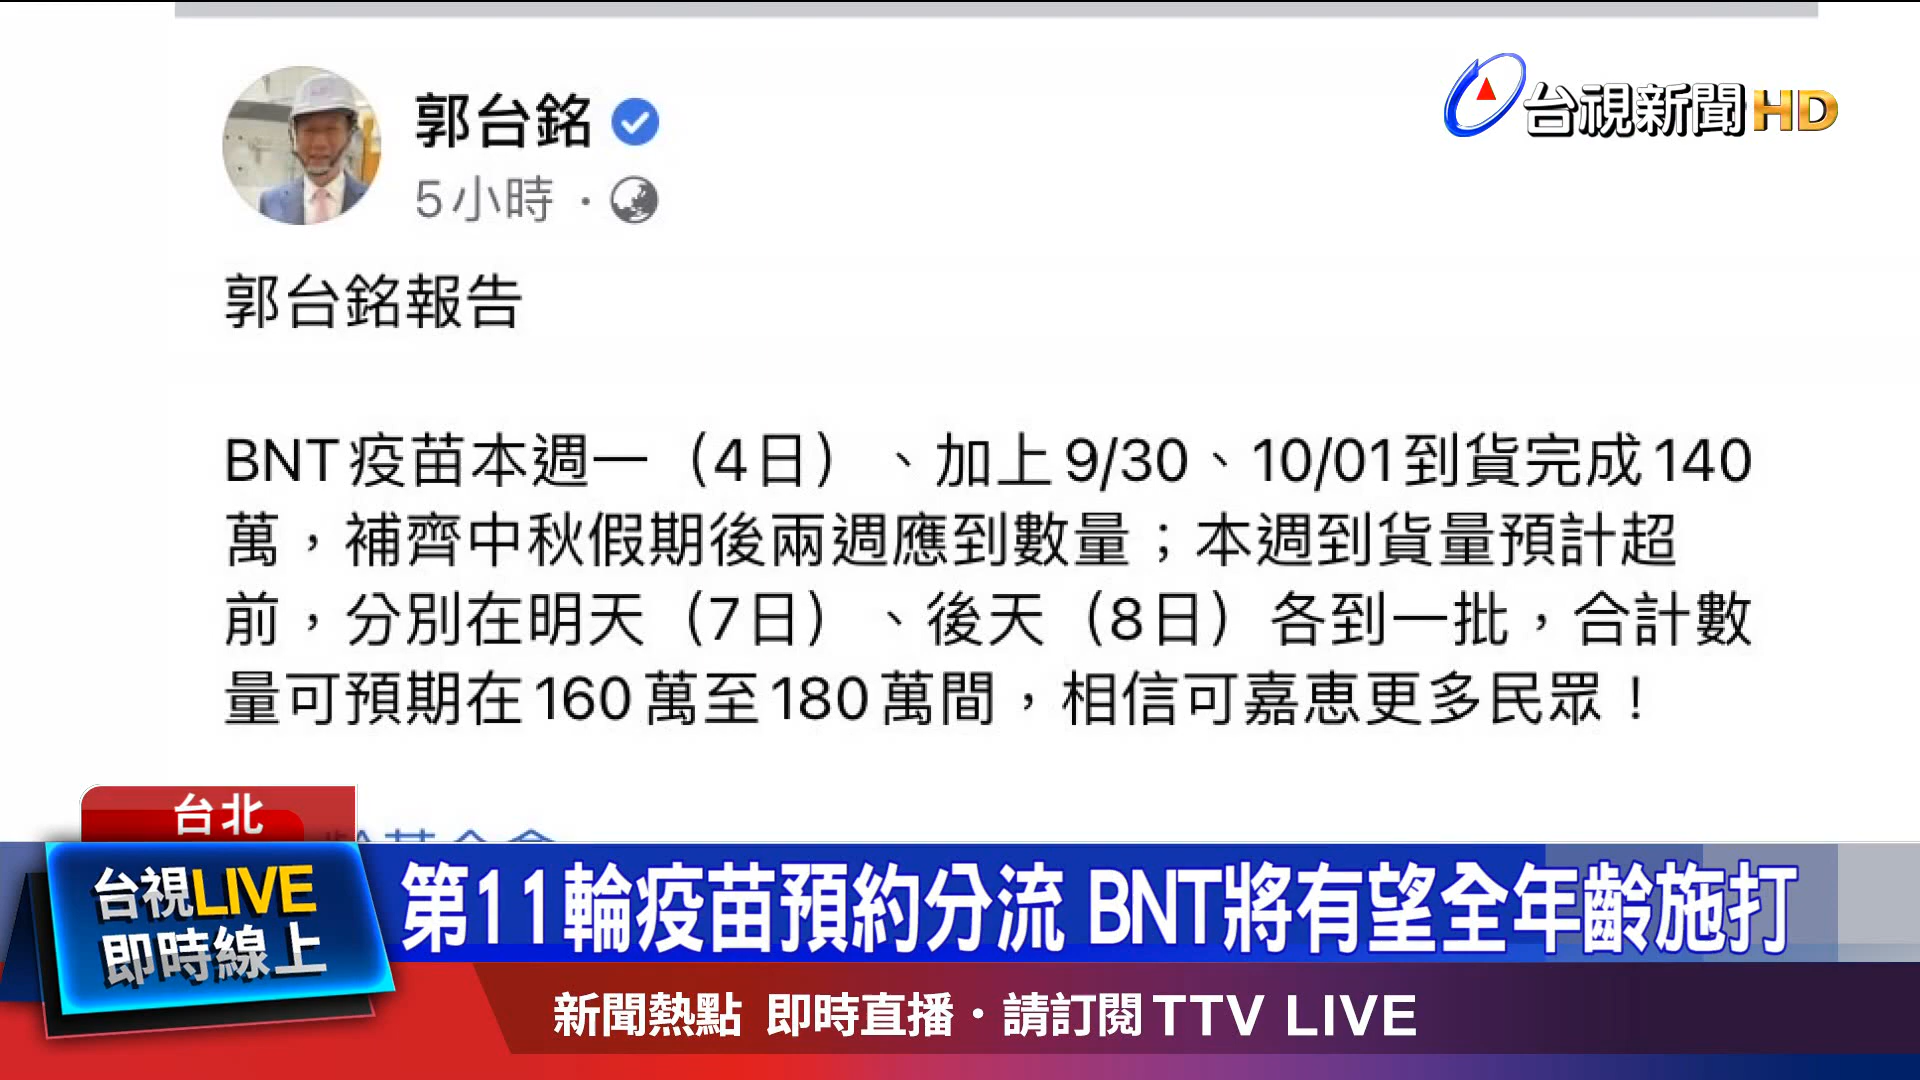 郭台銘
台視新聞HD
5小時 ·
郭台銘報告
BNT疫苗本週一（4日）、加上9/30、10/01到貨完成140
萬，補齊中秋假期後兩週應到數量；本週到貨量預計超
前，分別在明天（7日）、後天（8日）各到一批，合計數
量可預期在160萬至180萬間，相信可嘉惠更多民眾！
台北
台視LIVE
即時線上
第11輪疫苗預約分流 BNT將有望全年齡施打
新聞熱點 即時直播·請訂閱TTV LIVE